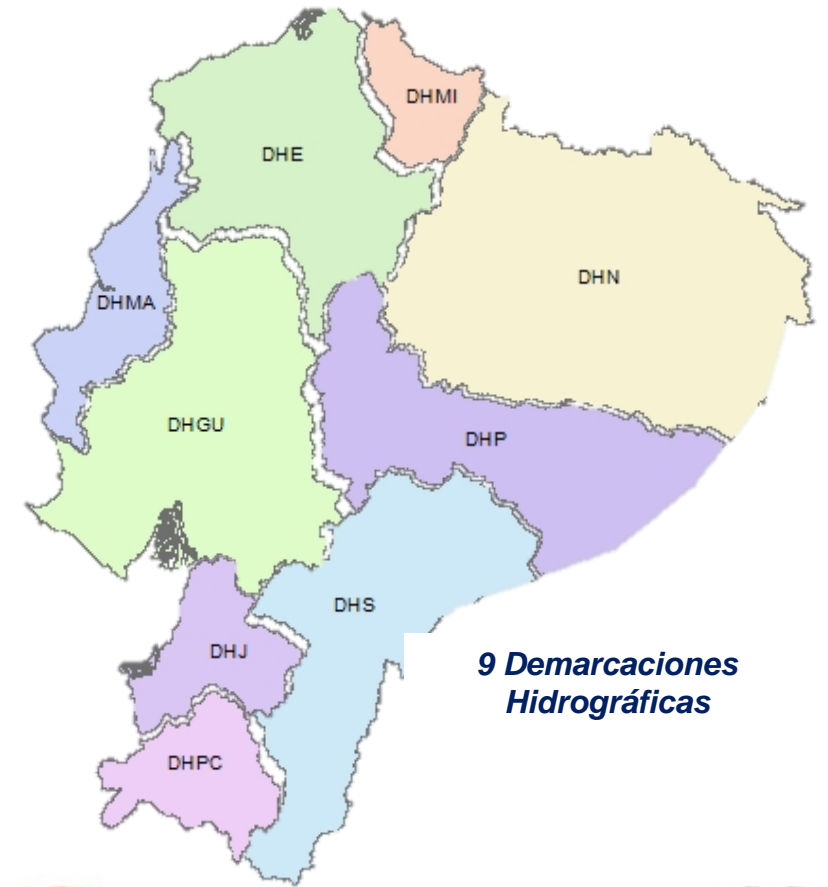 DHMI
DHE
DHN
DHMA
DHGU
DHP
DHS
DHJ
9 Demarcaciones
Hidrográficas
DHPC